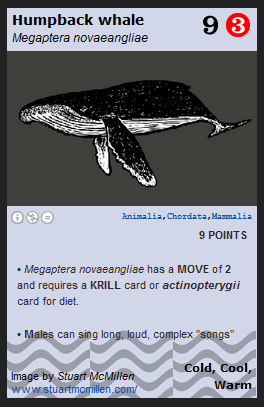 Humpback whale 9 3
Megaptera novaeangliae
Animalia,Chordata,Mammalia
9 POINTS
• Megaptera novaeangliae has a MOVE of 2
and requires a KRILL card or actinopterygii
card for diet.
• Males can sing long, loud, complex "songs"
Image by Stuart McMillen
www.stuartmcmillen.com/
Cold, Cool,
Warm